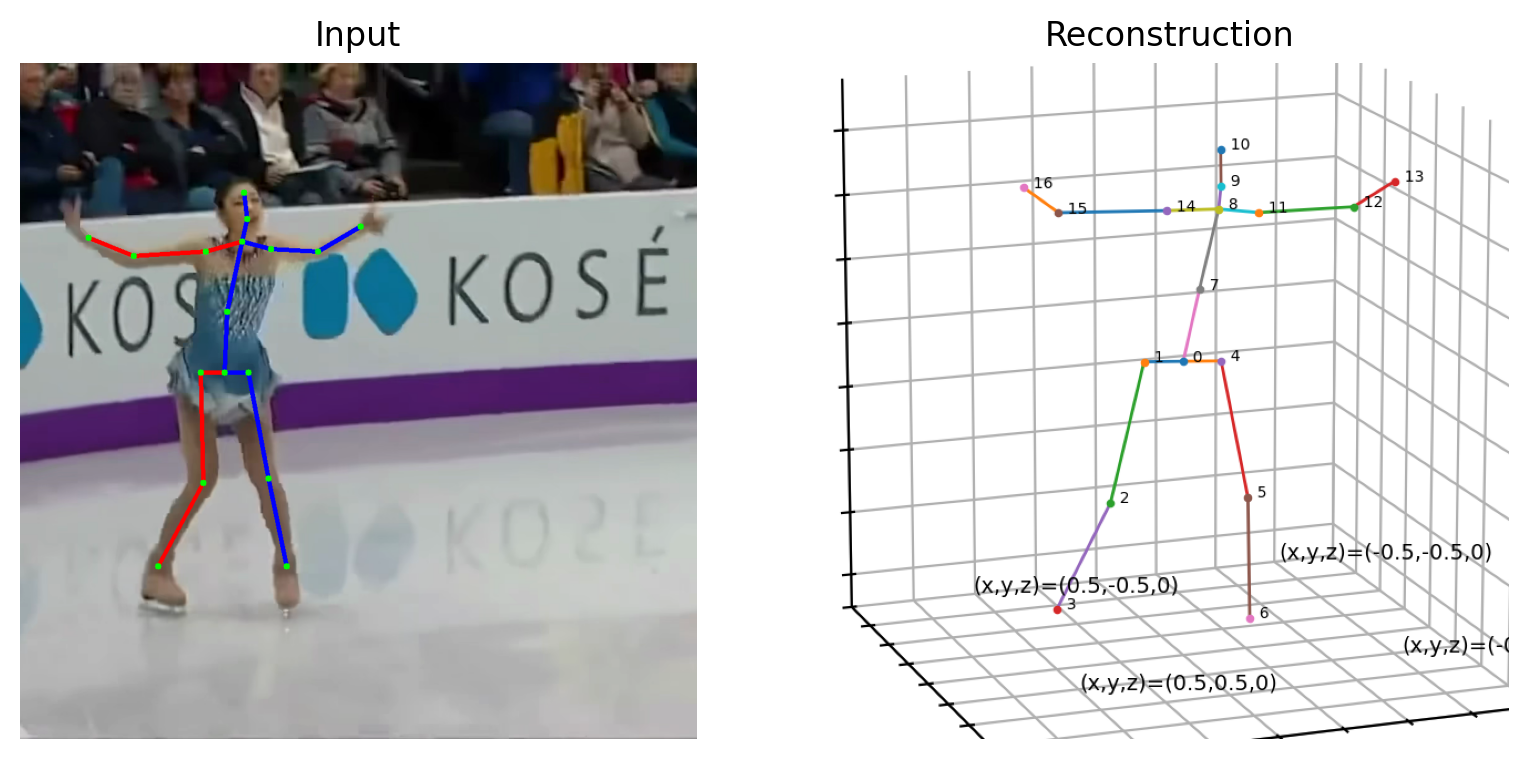 Input
KOS
KOSÉ
Reconstruction
10
9
8
16
15
14
11
12
13
7
1
0
4
2
5
3
6
(x,y,z)=(-0.5,-0.5,0)
(x,y,z)=(0.5,-0.5,0)
(x,y,z)=(-0
(x,y,z)=(0.5,0.5,0)